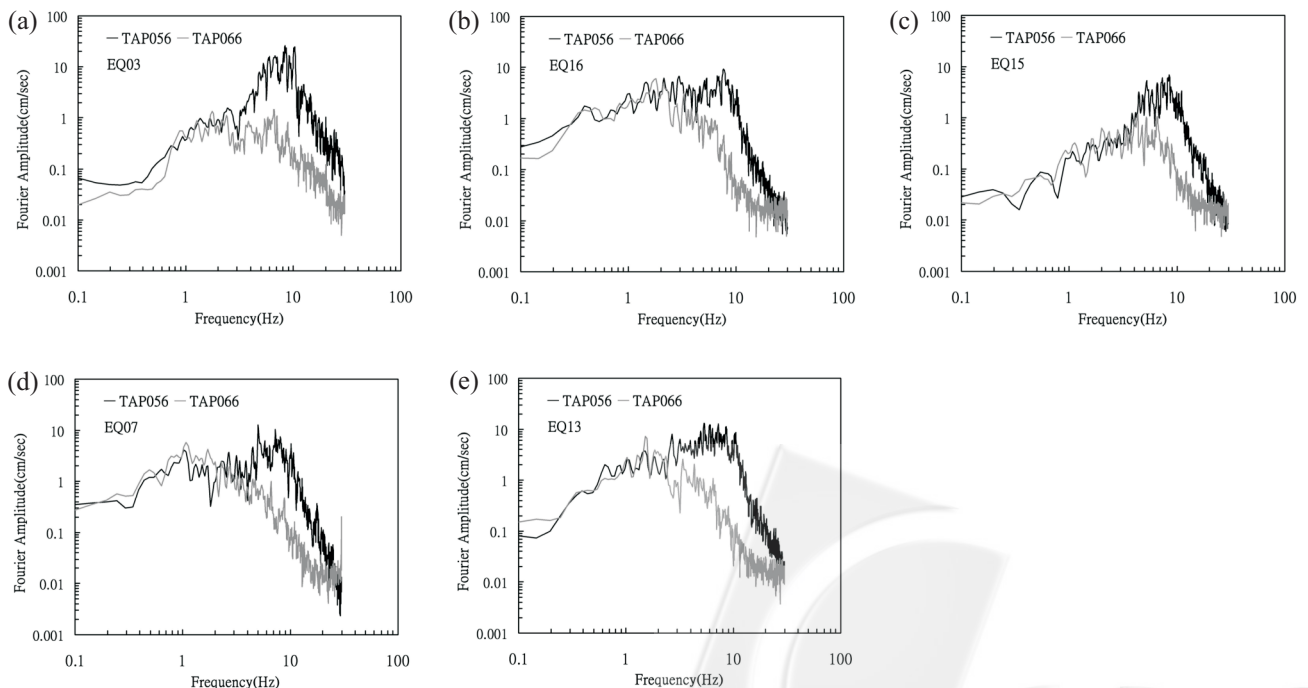 (a)
100
10
1
0.1
0.01
0.001
Fourier Amplitude(cm/sec)
TAP056 TAP066
EQ03
0.1 1 10 100
Frequency(Hz)
(b)
100
10
1
0.1
0.01
0.001
Fourier Amplitude(cm/sec)
TAP056 TAP066
EQ16
0.1 1 10 100
Frequency(Hz)
(c)
100
10
1
0.1
0.01
0.001
Fourier Amplitude(cm/sec)
TAP056 TAP066
EQ15
0.1 1 10 100
Frequency(Hz)
(d)
100
10
1
0.1
0.01
0.001
Fourier Amplitude(cm/sec)
TAP056 TAP066
EQ07
0.1 1 10 100
Frequency(Hz)
(e)
100
10
1
0.1
0.01
0.001
Fourier Amplitude(cm/sec)
TAP056 TAP066
EQ13
0.1 1 10 100
Frequency(Hz)